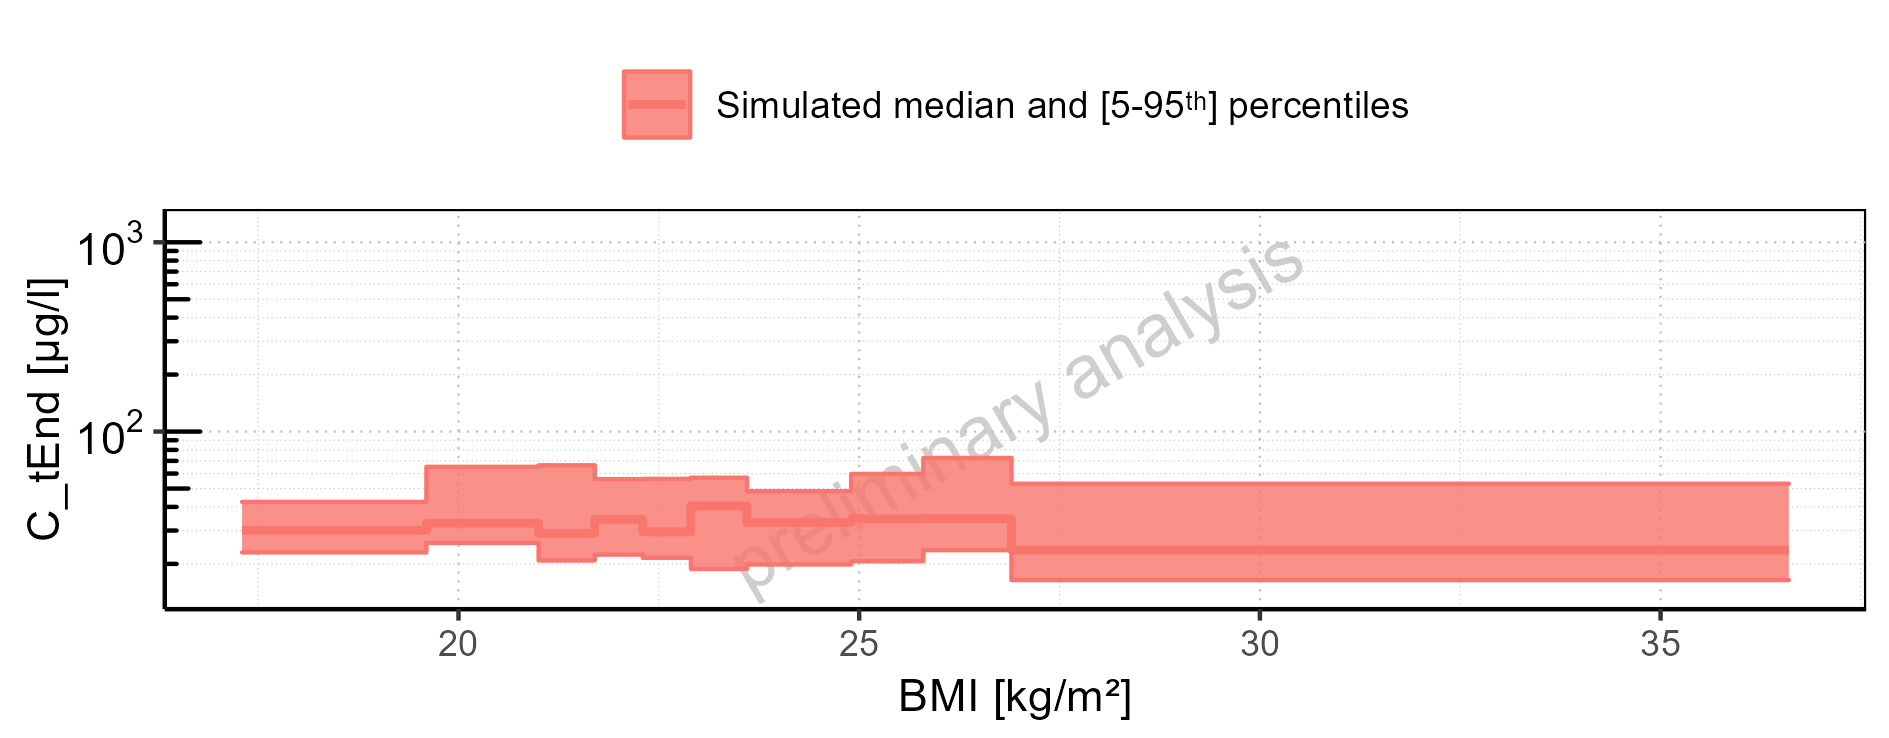 Simulated median and [5-95th] percentiles
10³
10²
C_tEnd [µg/l]
preliminary analysis
20 25 30 35
BMI [kg/m²]